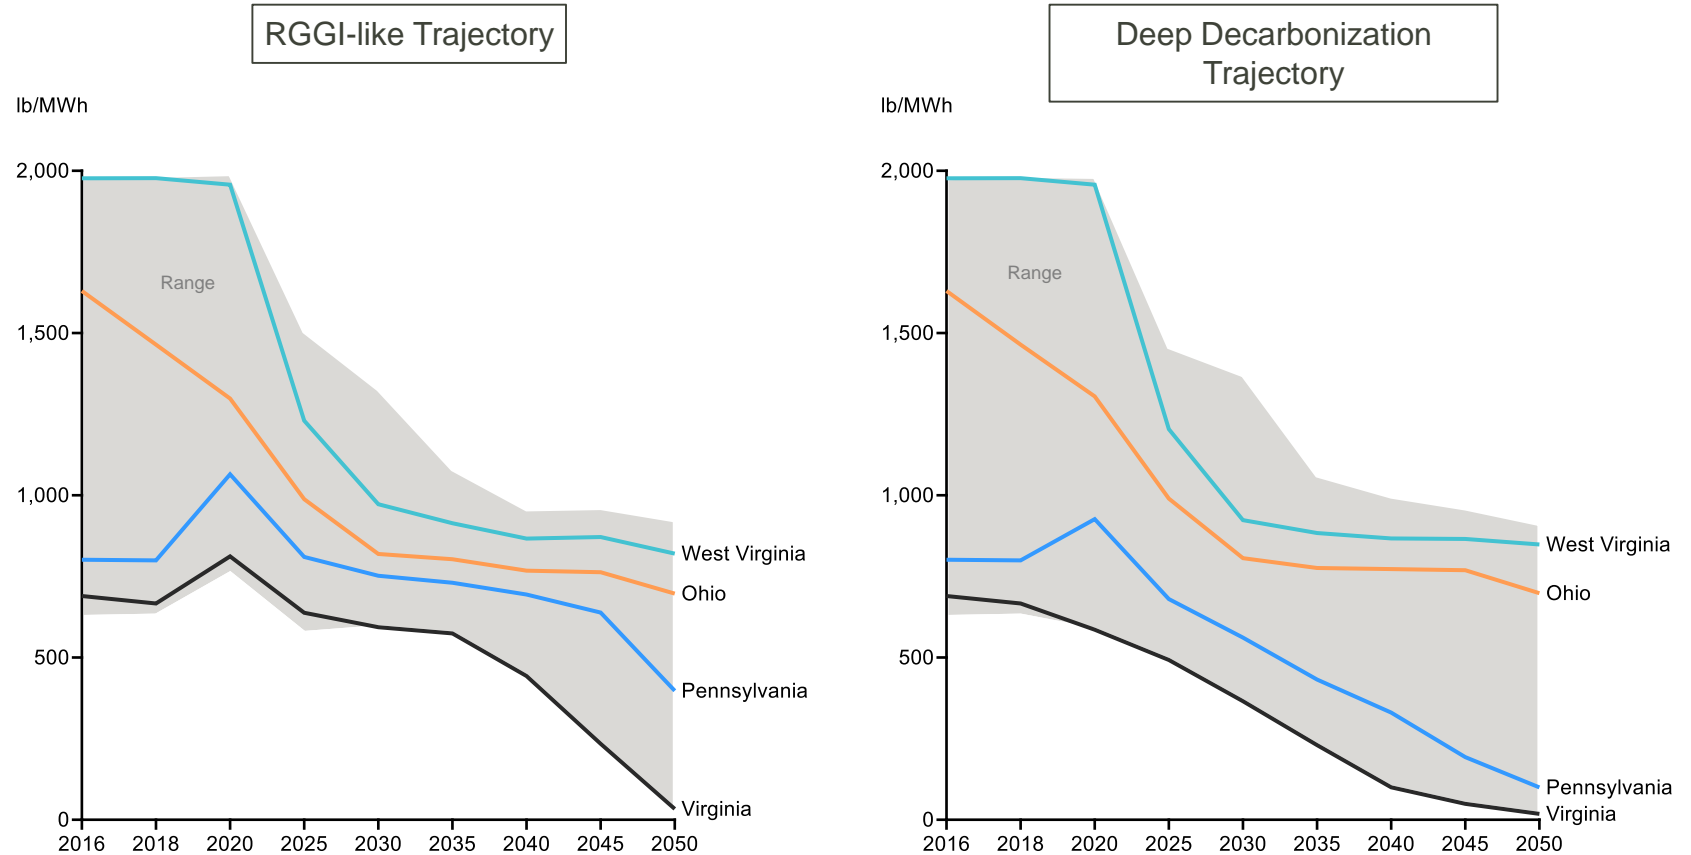 RGGI-like Trajectory
lb/MWh
2,000
1,500
1,000
500
0
Range
West Virginia
Ohio
Pennsylvania
Virginia
2016 2018 2020 2025 2030 2035 2040 2045 2050
Deep Decarbonization
Trajectory
lb/MWh
2,000
1,500
1,000
500
0
Range
West Virginia
Ohio
Pennsylvania
Virginia
2016 2018 2020 2025 2030 2035 2040 2045 2050